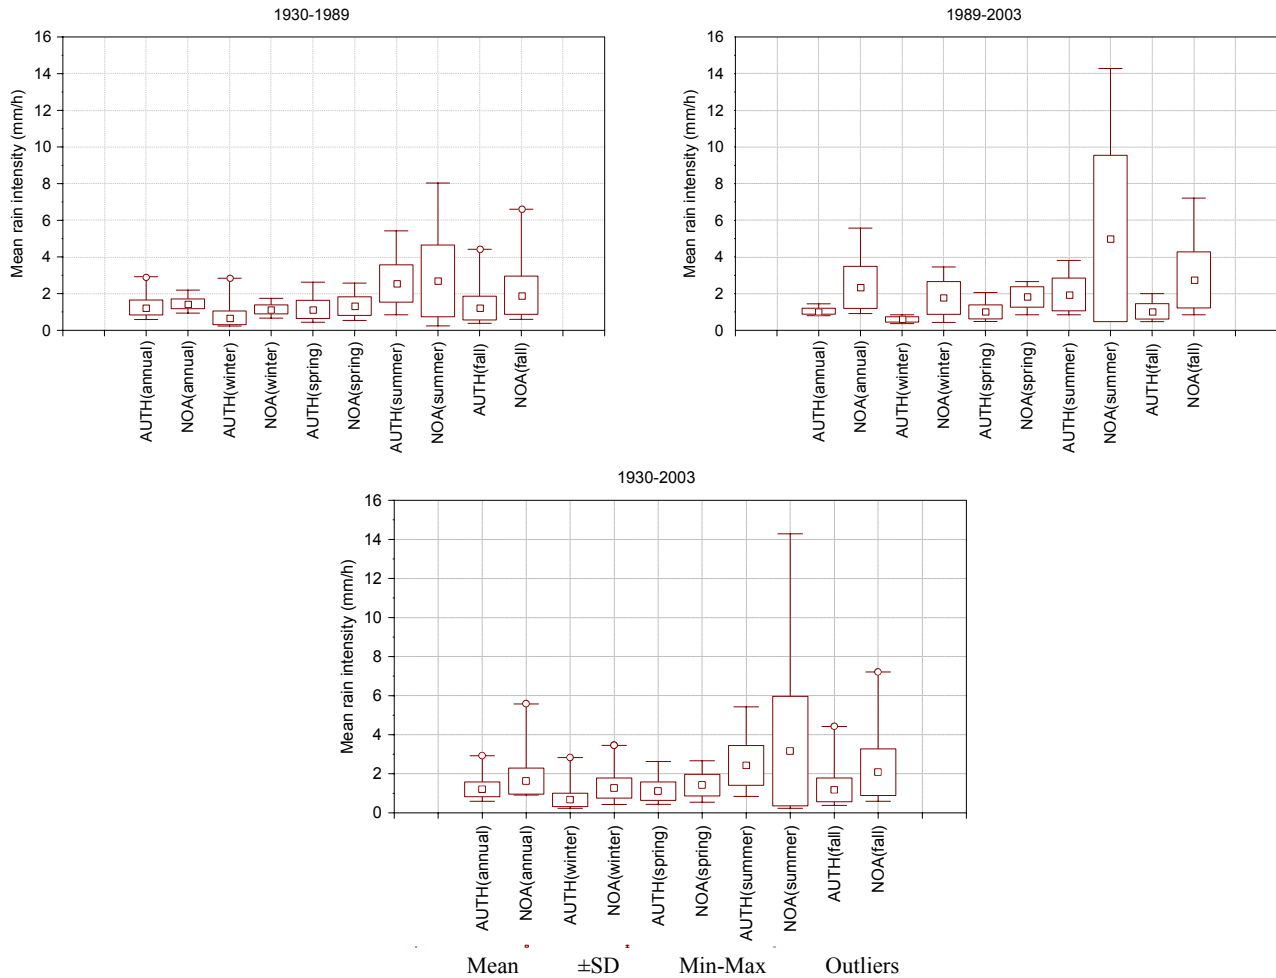 1930-1989
Mean rain intensity (mm/h)
16
14
12
10
8
6
4
2
0
AUTH(annual)
NOA(annual)
AUTH(winter)
NOA(winter)
AUTH(spring)
NOA(spring)
AUTH(summer)
NOA(summer)
AUTH(fall)
NOA(fall)
1989-2003
Mean rain intensity (mm/h)
16
14
12
10
8
6
4
2
0
AUTH(annual)
NOA(annual)
AUTH(winter)
NOA(winter)
AUTH(spring)
NOA(spring)
AUTH(summer)
NOA(summer)
AUTH(fall)
NOA(fall)
1930-2003
Mean rain intensity (mm/h)
16
14
12
10
8
6
4
2
0
AUTH(annual)
NOA(annual)
AUTH(winter)
NOA(winter)
AUTH(spring)
NOA(spring)
AUTH(summer)
NOA(summer)
AUTH(fall)
NOA(fall)
Mean ±SD Min-Max Outliers